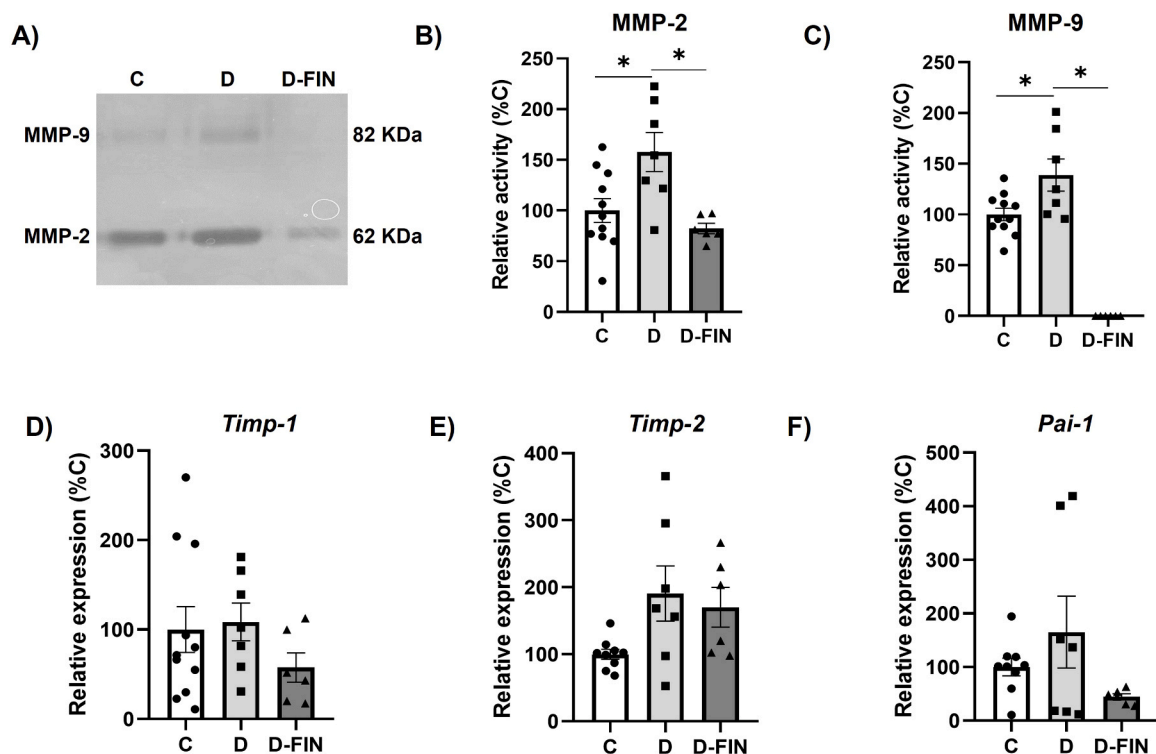 A)
C D D-FIN
MMP-9 82 KDa
MMP-2 62 KDa
B)
MMP-2
Relative activity (%C)
250
200
150
100
50
0
* *
C D D-FIN
C)
MMP-9
Relative activity (%C)
250
200
150
100
50
0
* *
C D D-FIN
D)
Timp-1
Relative expression (%C)
300
200
100
0
C D D-FIN
E)
Timp-2
Relative expression (%C)
400
300
200
100
0
C D D-FIN
F)
Pai-1
Relative expression (%C)
500
400
300
200
100
0
C D D-FIN